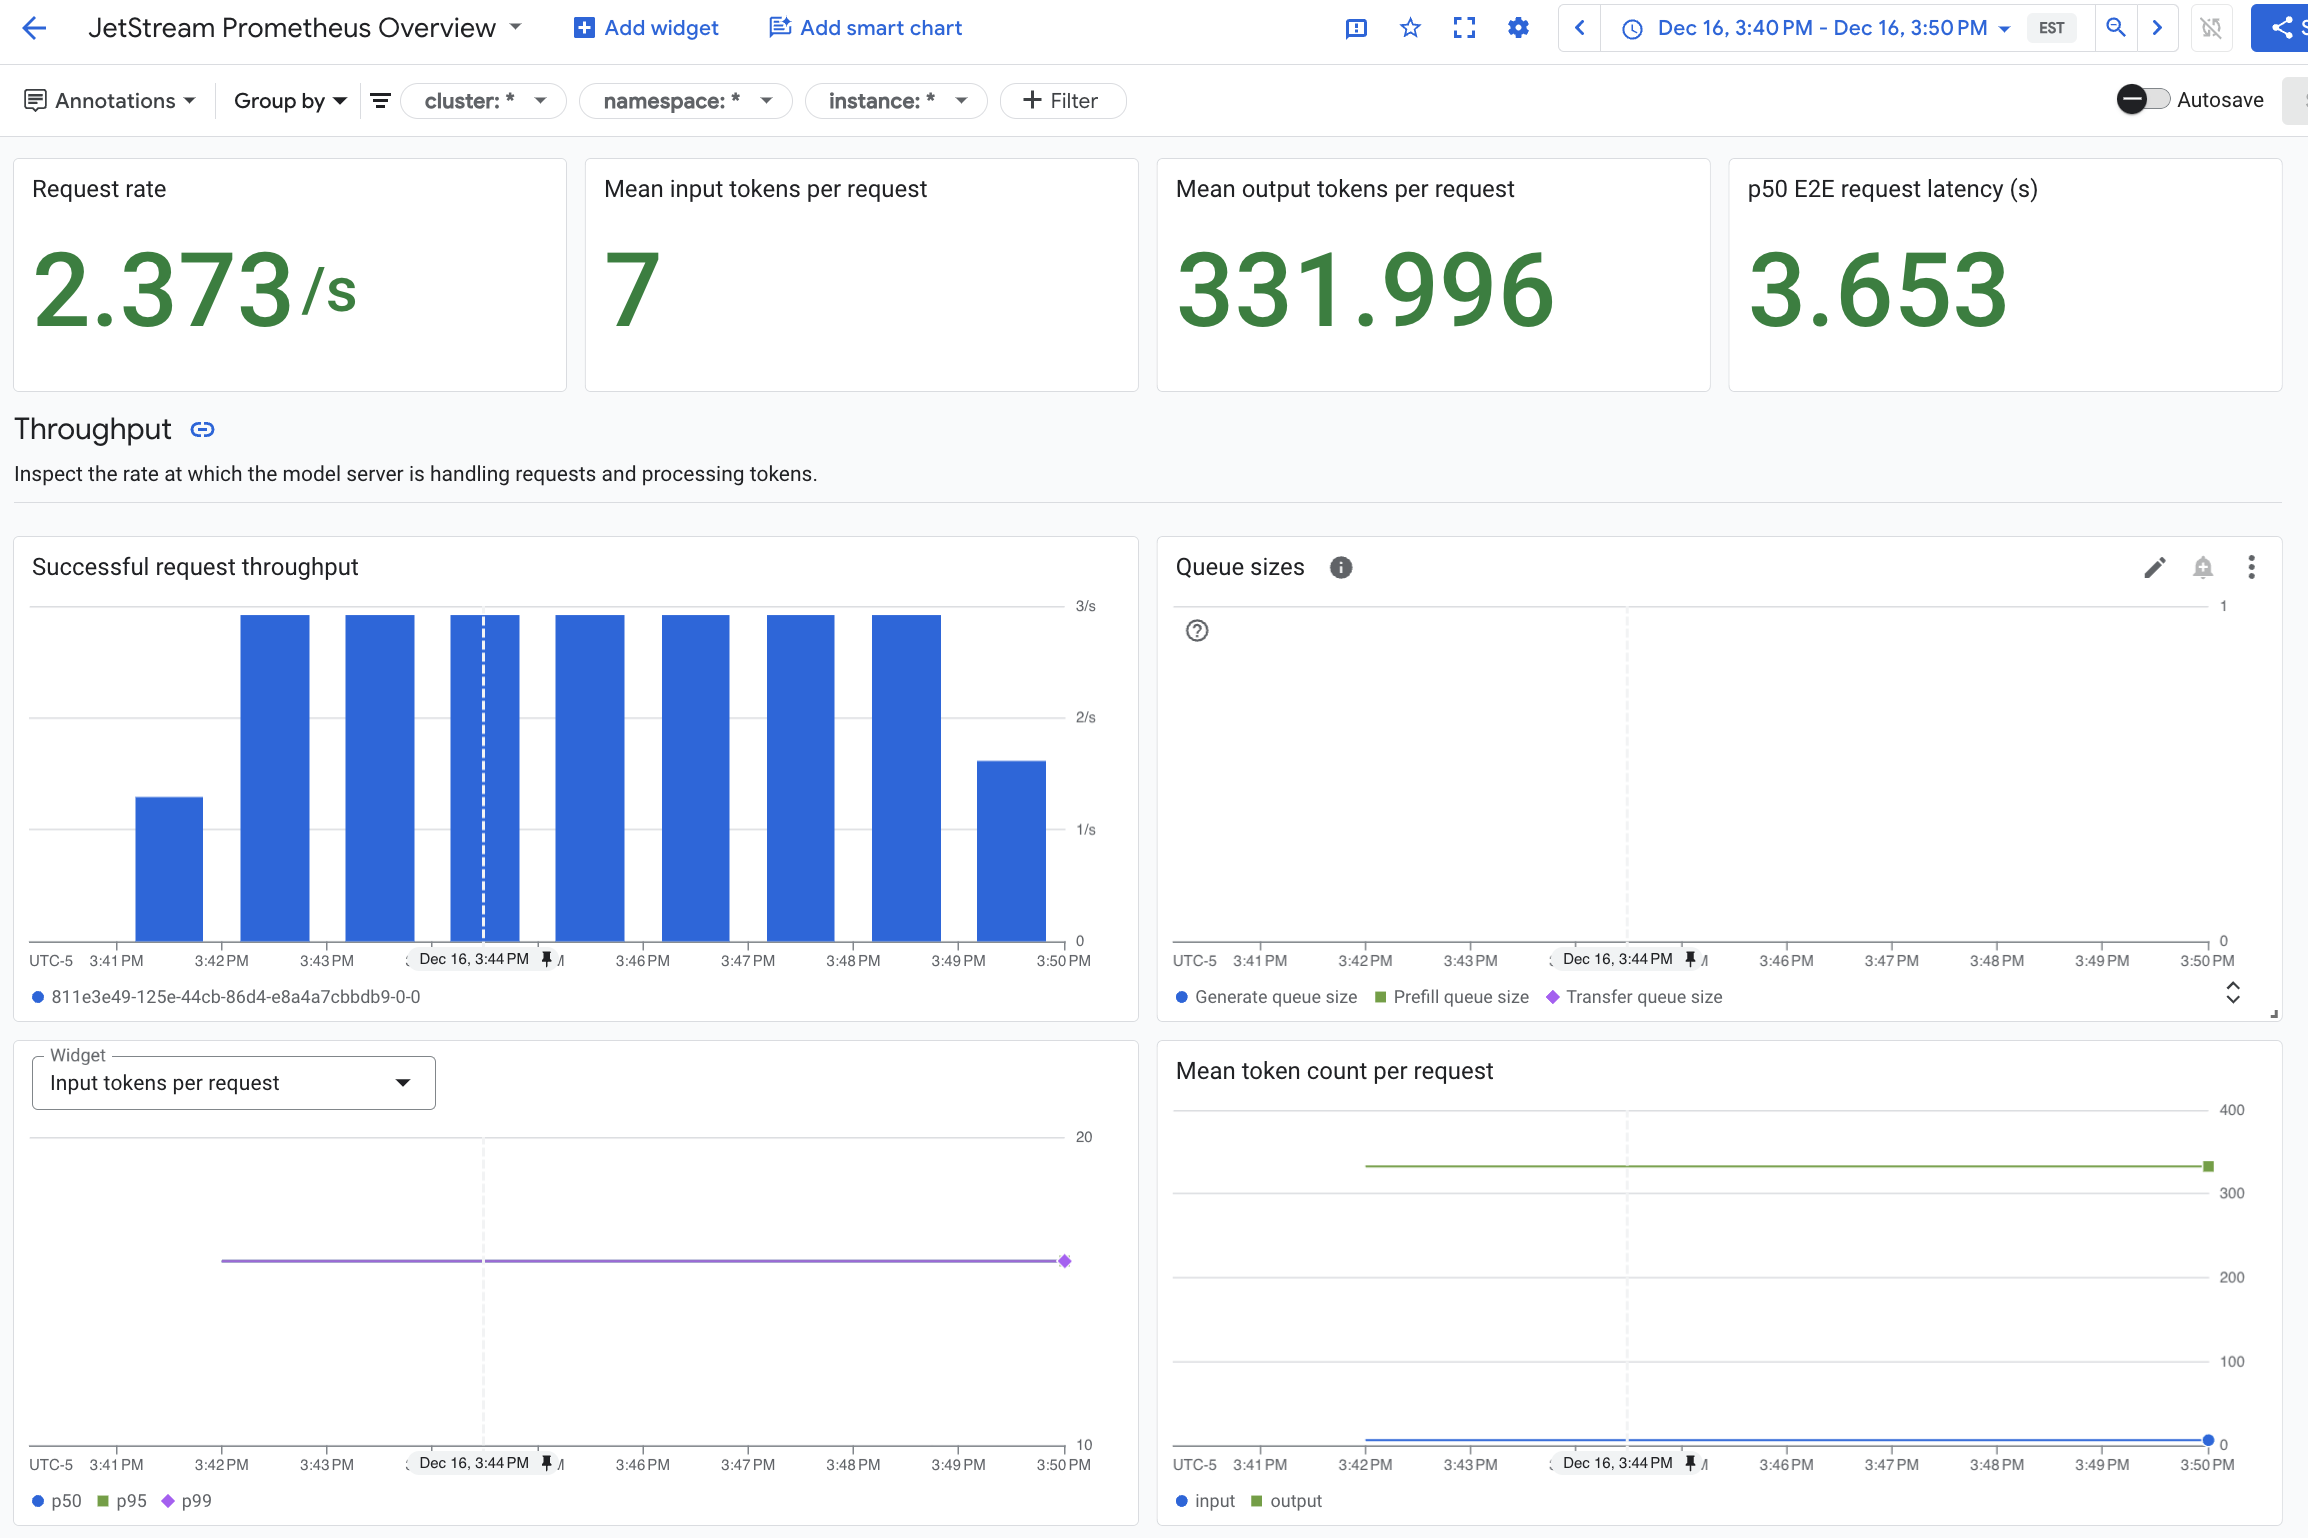 JetStream Prometheus Overview
Add widget
Add smart chart
Dec 16, 3:40 PM - Dec 16, 3:50 PM
EST
Annotations
Group by
cluster: *
namespace: *
instance: *
Filter
Autosave
Request rate
2.373/s
Mean input tokens per request
7
Mean output tokens per request
331.996
p50 E2E request latency (s)
3.653
Throughput
Inspect the rate at which the model server is handling requests and processing tokens.
Successful request throughput
3/s
2/s
1/s
0
UTC-5 3:41 PM 3:42 PM 3:43 PM Dec 16, 3:44 PM 3:46 PM 3:47 PM 3:48 PM 3:49 PM 3:50 PM
811e3e49-125e-44cb-86d4-e8a4a7cbbdb9-0-0
Queue sizes
1
0
UTC-5 3:41 PM 3:42 PM 3:43 PM Dec 16, 3:44 PM 3:46 PM 3:47 PM 3:48 PM 3:49 PM 3:50 PM
Generate queue size Prefill queue size Transfer queue size
Widget
Input tokens per request
20
10
UTC-5 3:41 PM 3:42 PM 3:43 PM Dec 16, 3:44 PM 3:46 PM 3:47 PM 3:48 PM 3:49 PM 3:50 PM
p50 p95 p99
Mean token count per request
400
300
200
100
0
UTC-5 3:41 PM 3:42 PM 3:43 PM Dec 16, 3:44 PM 3:46 PM 3:47 PM 3:48 PM 3:49 PM 3:50 PM
input output